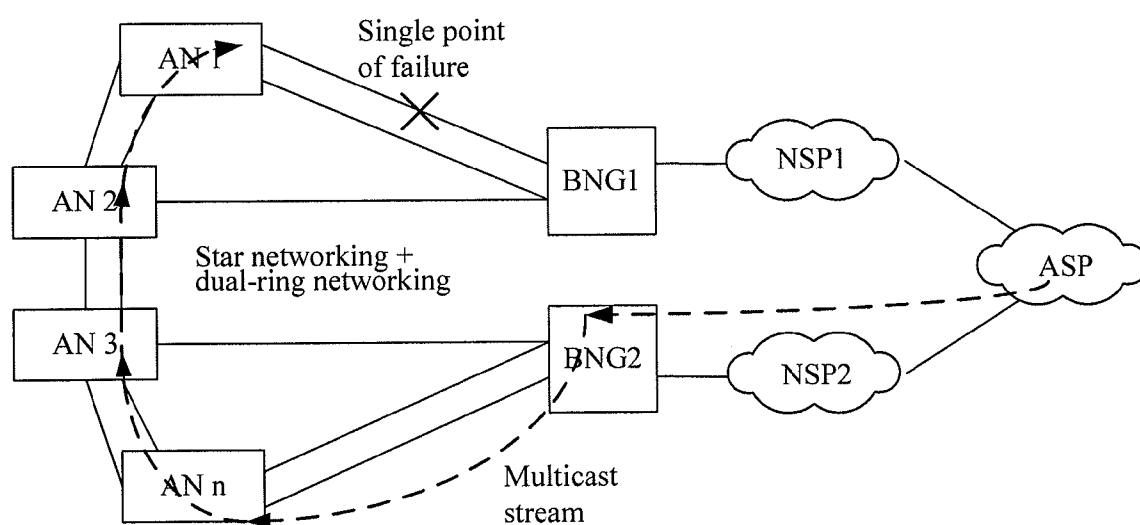 AN 1
Single point
of failure
BNG1
NSP1
AN 2
Star networking +
dual-ring networking
ASP
AN 3
BNG2
NSP2
AN n
Multicast
stream